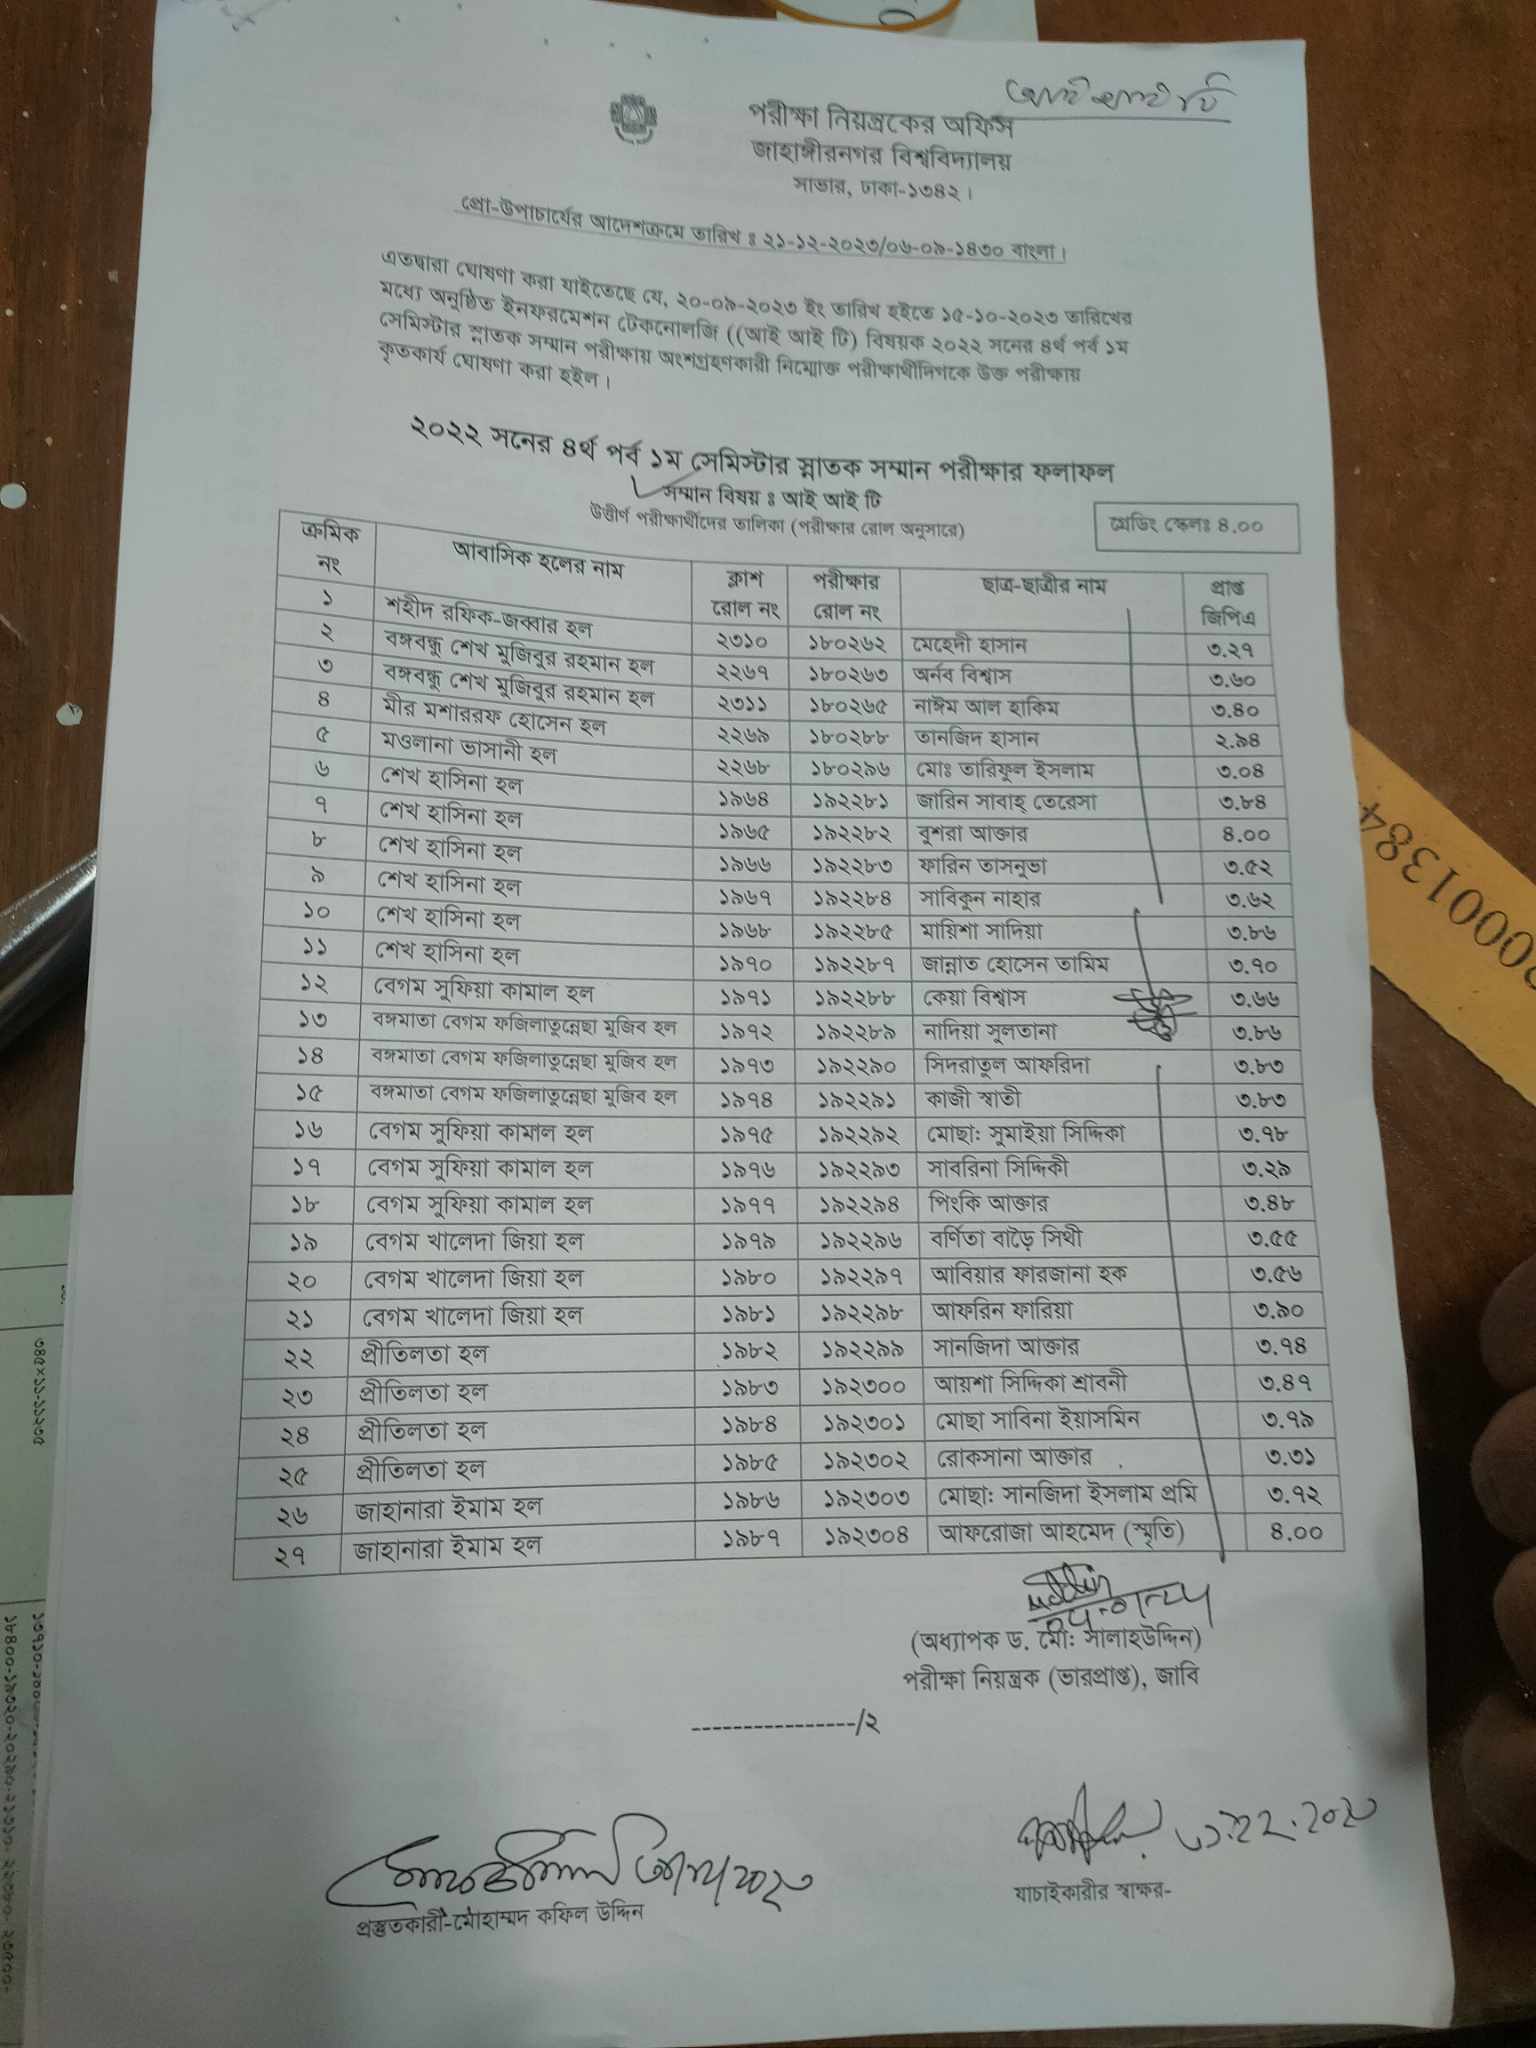 আই আই টি
পরীক্ষা নিয়ন্ত্রকের অফিস
জাহাঙ্গীরনগর বিশ্ববিদ্যালয়
সাভার, ঢাকা-১৩৪২।
প্রো-উপাচার্যের আদেশক্রমে তারিখ ঃ ২১-১২-২০২৩/০৬-০৯-১৪৩০ বাংলা।
এতদ্বারা ঘোষণা করা যাইতেছে যে, ২০-০৯-২০২৩ ইং তারিখ হইতে ১৫-১০-২০২৩ তারিখের
মধ্যে অনুষ্ঠিত ইনফরমেশন টেকনোলজি ((আই আই টি) বিষয়ক ২০২২ সনের ৪র্থ পর্ব ১ম
সেমিস্টার স্নাতক সম্মান পরীক্ষায় অংশগ্রহণকারী নিম্মোক্ত পরীক্ষার্থীদিগকে উক্ত পরীক্ষায়
কৃতকার্য ঘোষণা করা হইল।
২০২২ সনের ৪র্থ পর্ব ১ম সেমিস্টার স্নাতক সম্মান পরীক্ষার ফলাফল
সম্মান বিষয় ঃ আই আই টি
উত্তীর্ণ পরীক্ষার্থীদের তালিকা (পরীক্ষার রোল অনুসারে)
গ্রেডিং স্কেলঃ ৪.০০
ক্রমিক নং আবাসিক হলের নাম ক্লাশ রোল নং পরীক্ষার রোল নং ছাত্র-ছাত্রীর নাম প্রাপ্ত জিপিএ
১ শহীদ রফিক-জব্বার হল ২৩১০ ১৮০২৬২ মেহেদী হাসান ৩.২৭
২ বঙ্গবন্ধু শেখ মুজিবুর রহমান হল ২২৬৭ ১৮০২৬৩ অর্নব বিশ্বাস ৩.৬০
৩ বঙ্গবন্ধু শেখ মুজিবুর রহমান হল ২৩১১ ১৮০২৬৫ নাঈম আল হাকিম ৩.৪০
৪ মীর মশাররফ হোসেন হল ২২৬৯ ১৮০২৮৮ তানজিদ হাসান ২.৯৪
৫ মওলানা ভাসানী হল ২২৬৮ ১৮০২৯৬ মোঃ তারিফুল ইসলাম ৩.০৪
৬ শেখ হাসিনা হল ১৯৬৪ ১৯২২৮১ জারিন সাবাহ্ তেরেসা ৩.৮৪
৭ শেখ হাসিনা হল ১৯৬৫ ১৯২২৮২ বুশরা আক্তার ৪.০০
৮ শেখ হাসিনা হল ১৯৬৬ ১৯২২৮৩ ফারিন তাসনুভা ৩.৫২
৯ শেখ হাসিনা হল ১৯৬৭ ১৯২২৮৪ সাবিকুন নাহার ৩.৬২
১০ শেখ হাসিনা হল ১৯৬৮ ১৯২২৮৫ মায়িশা সাদিয়া ৩.৮৬
১১ শেখ হাসিনা হল ১৯৭০ ১৯২২৮৭ জান্নাত হোসেন তামিম ৩.৭০
১২ বেগম সুফিয়া কামাল হল ১৯৭১ ১৯২২৮৮ কেয়া বিশ্বাস ৩.৬৬
১৩ বঙ্গমাতা বেগম ফজিলাতুন্নেছা মুজিব হল ১৯৭২ ১৯২২৮৯ নাদিয়া সুলতানা ৩.৮৬
১৪ বঙ্গমাতা বেগম ফজিলাতুন্নেছা মুজিব হল ১৯৭৩ ১৯২২৯০ সিদরাতুল আফরিদা ৩.৮৩
১৫ বঙ্গমাতা বেগম ফজিলাতুন্নেছা মুজিব হল ১৯৭৪ ১৯২২৯১ কাজী স্বাতী ৩.৮৩
১৬ বেগম সুফিয়া কামাল হল ১৯৭৫ ১৯২২৯২ মোছাঃ সুমাইয়া সিদ্দিকা ৩.৭৮
১৭ বেগম সুফিয়া কামাল হল ১৯৭৬ ১৯২২৯৩ সাবরিনা সিদ্দিকী ৩.২৯
১৮ বেগম সুফিয়া কামাল হল ১৯৭৭ ১৯২২৯৪ পিংকি আক্তার ৩.৪৮
১৯ বেগম খালেদা জিয়া হল ১৯৭৯ ১৯২২৯৬ বর্ণিতা বাড়ৈ সিথী ৩.৫৫
২০ বেগম খালেদা জিয়া হল ১৯৮০ ১৯২২৯৭ আবিয়ার ফারজানা হক ৩.৫৬
২১ বেগম খালেদা জিয়া হল ১৯৮১ ১৯২২৯৮ আফরিন ফারিয়া ৩.৯০
২২ প্রীতিলতা হল ১৯৮২ ১৯২২৯৯ সানজিদা আক্তার ৩.৭৪
২৩ প্রীতিলতা হল ১৯৮৩ ১৯২৩০০ আয়শা সিদ্দিকা শ্রাবনী ৩.৪৭
২৪ প্রীতিলতা হল ১৯৮৪ ১৯২৩০১ মোছা সাবিনা ইয়াসমিন ৩.৭৯
২৫ প্রীতিলতা হল ১৯৮৫ ১৯২৩০২ রোকসানা আক্তার ৩.৩১
২৬ জাহানারা ইমাম হল ১৯৮৬ ১৯২৩০৩ মোছাঃ সানজিদা ইসলাম প্রমি ৩.৭২
২৭ জাহানারা ইমাম হল ১৯৮৭ ১৯২৩০৪ আফরোজা আহমেদ (স্মৃতি) ৪.০০
(অধ্যাপক ড. মোঃ সালাহউদ্দিন)
পরীক্ষা নিয়ন্ত্রক (ভারপ্রাপ্ত), জাবি
----------------/২
প্রস্তুতকারী-মোহাম্মদ কফিল উদ্দিন
যাচাইকারীর স্বাক্ষর-